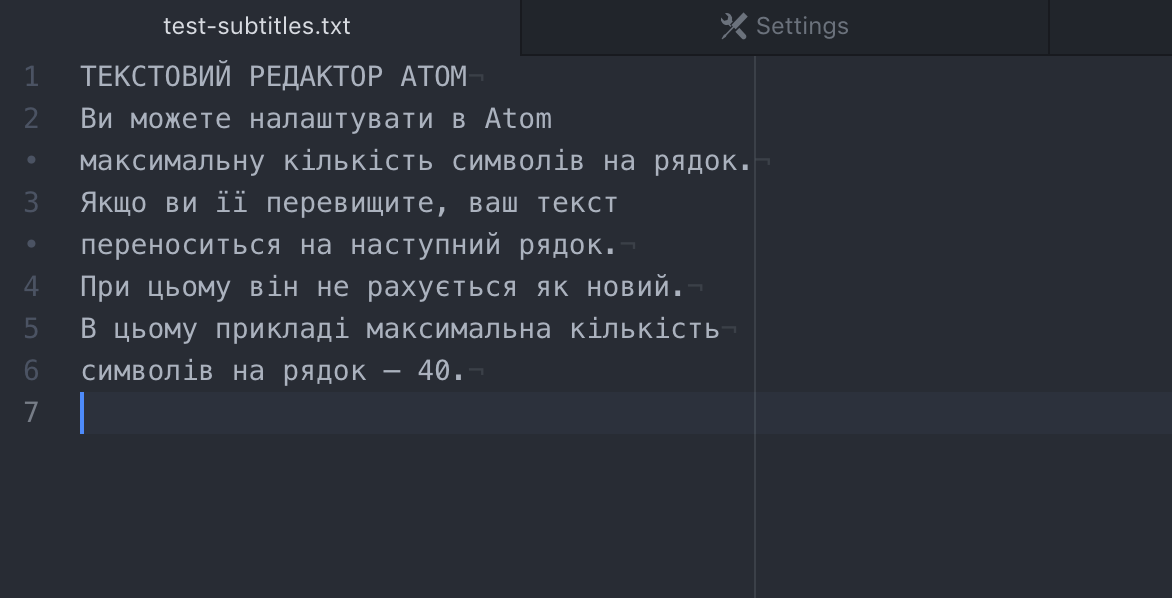 test-subtitles.txt
Settings
1 ТЕКСТОВИЙ РЕДАКТОР ATOM¬
2 Ви можете налаштувати в Atom
• максимальну кількість символів на рядок.¬
3 Якщо ви її перевищите, ваш текст
• переноситься на наступний рядок.¬
4 При цьому він не рахується як новий.¬
5 В цьому прикладі максимальна кількість¬
6 символів на рядок — 40.¬
7